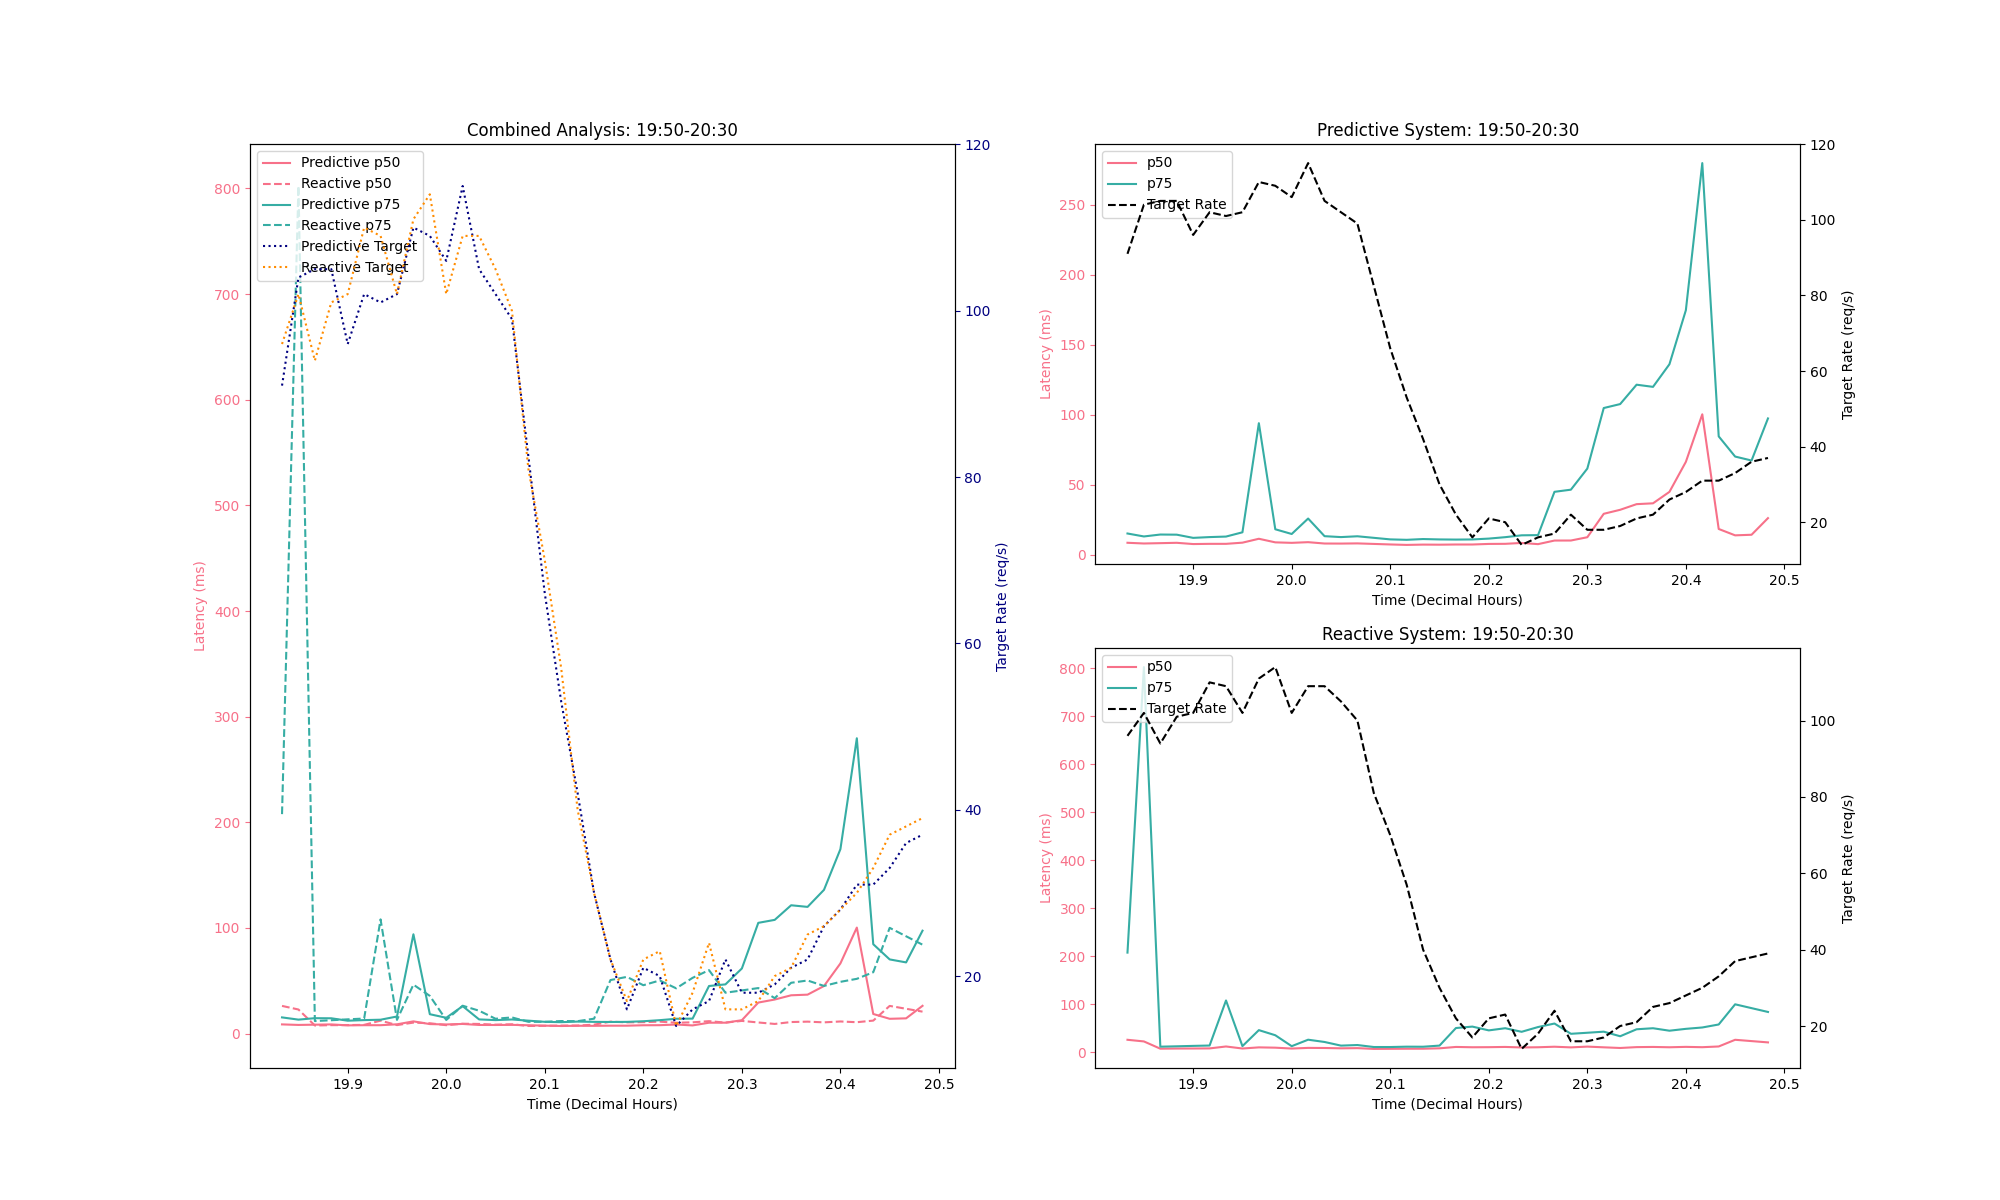 Combined Analysis: 19:50-20:30
Predictive p50
Reactive p50
Predictive p75
Reactive p75
Predictive Target
Reactive Target
800
700
600
500
400
300
200
100
0
Latency (ms)
120
100
80
60
40
20
Target Rate (req/s)
19.9 20.0 20.1 20.2 20.3 20.4 20.5
Time (Decimal Hours)
Predictive System: 19:50-20:30
p50
p75
Target Rate
250
200
150
100
50
0
Latency (ms)
120
100
80
60
40
20
Target Rate (req/s)
19.9 20.0 20.1 20.2 20.3 20.4 20.5
Time (Decimal Hours)
Reactive System: 19:50-20:30
p50
p75
Target Rate
800
700
600
500
400
300
200
100
0
Latency (ms)
100
80
60
40
20
Target Rate (req/s)
19.9 20.0 20.1 20.2 20.3 20.4 20.5
Time (Decimal Hours)